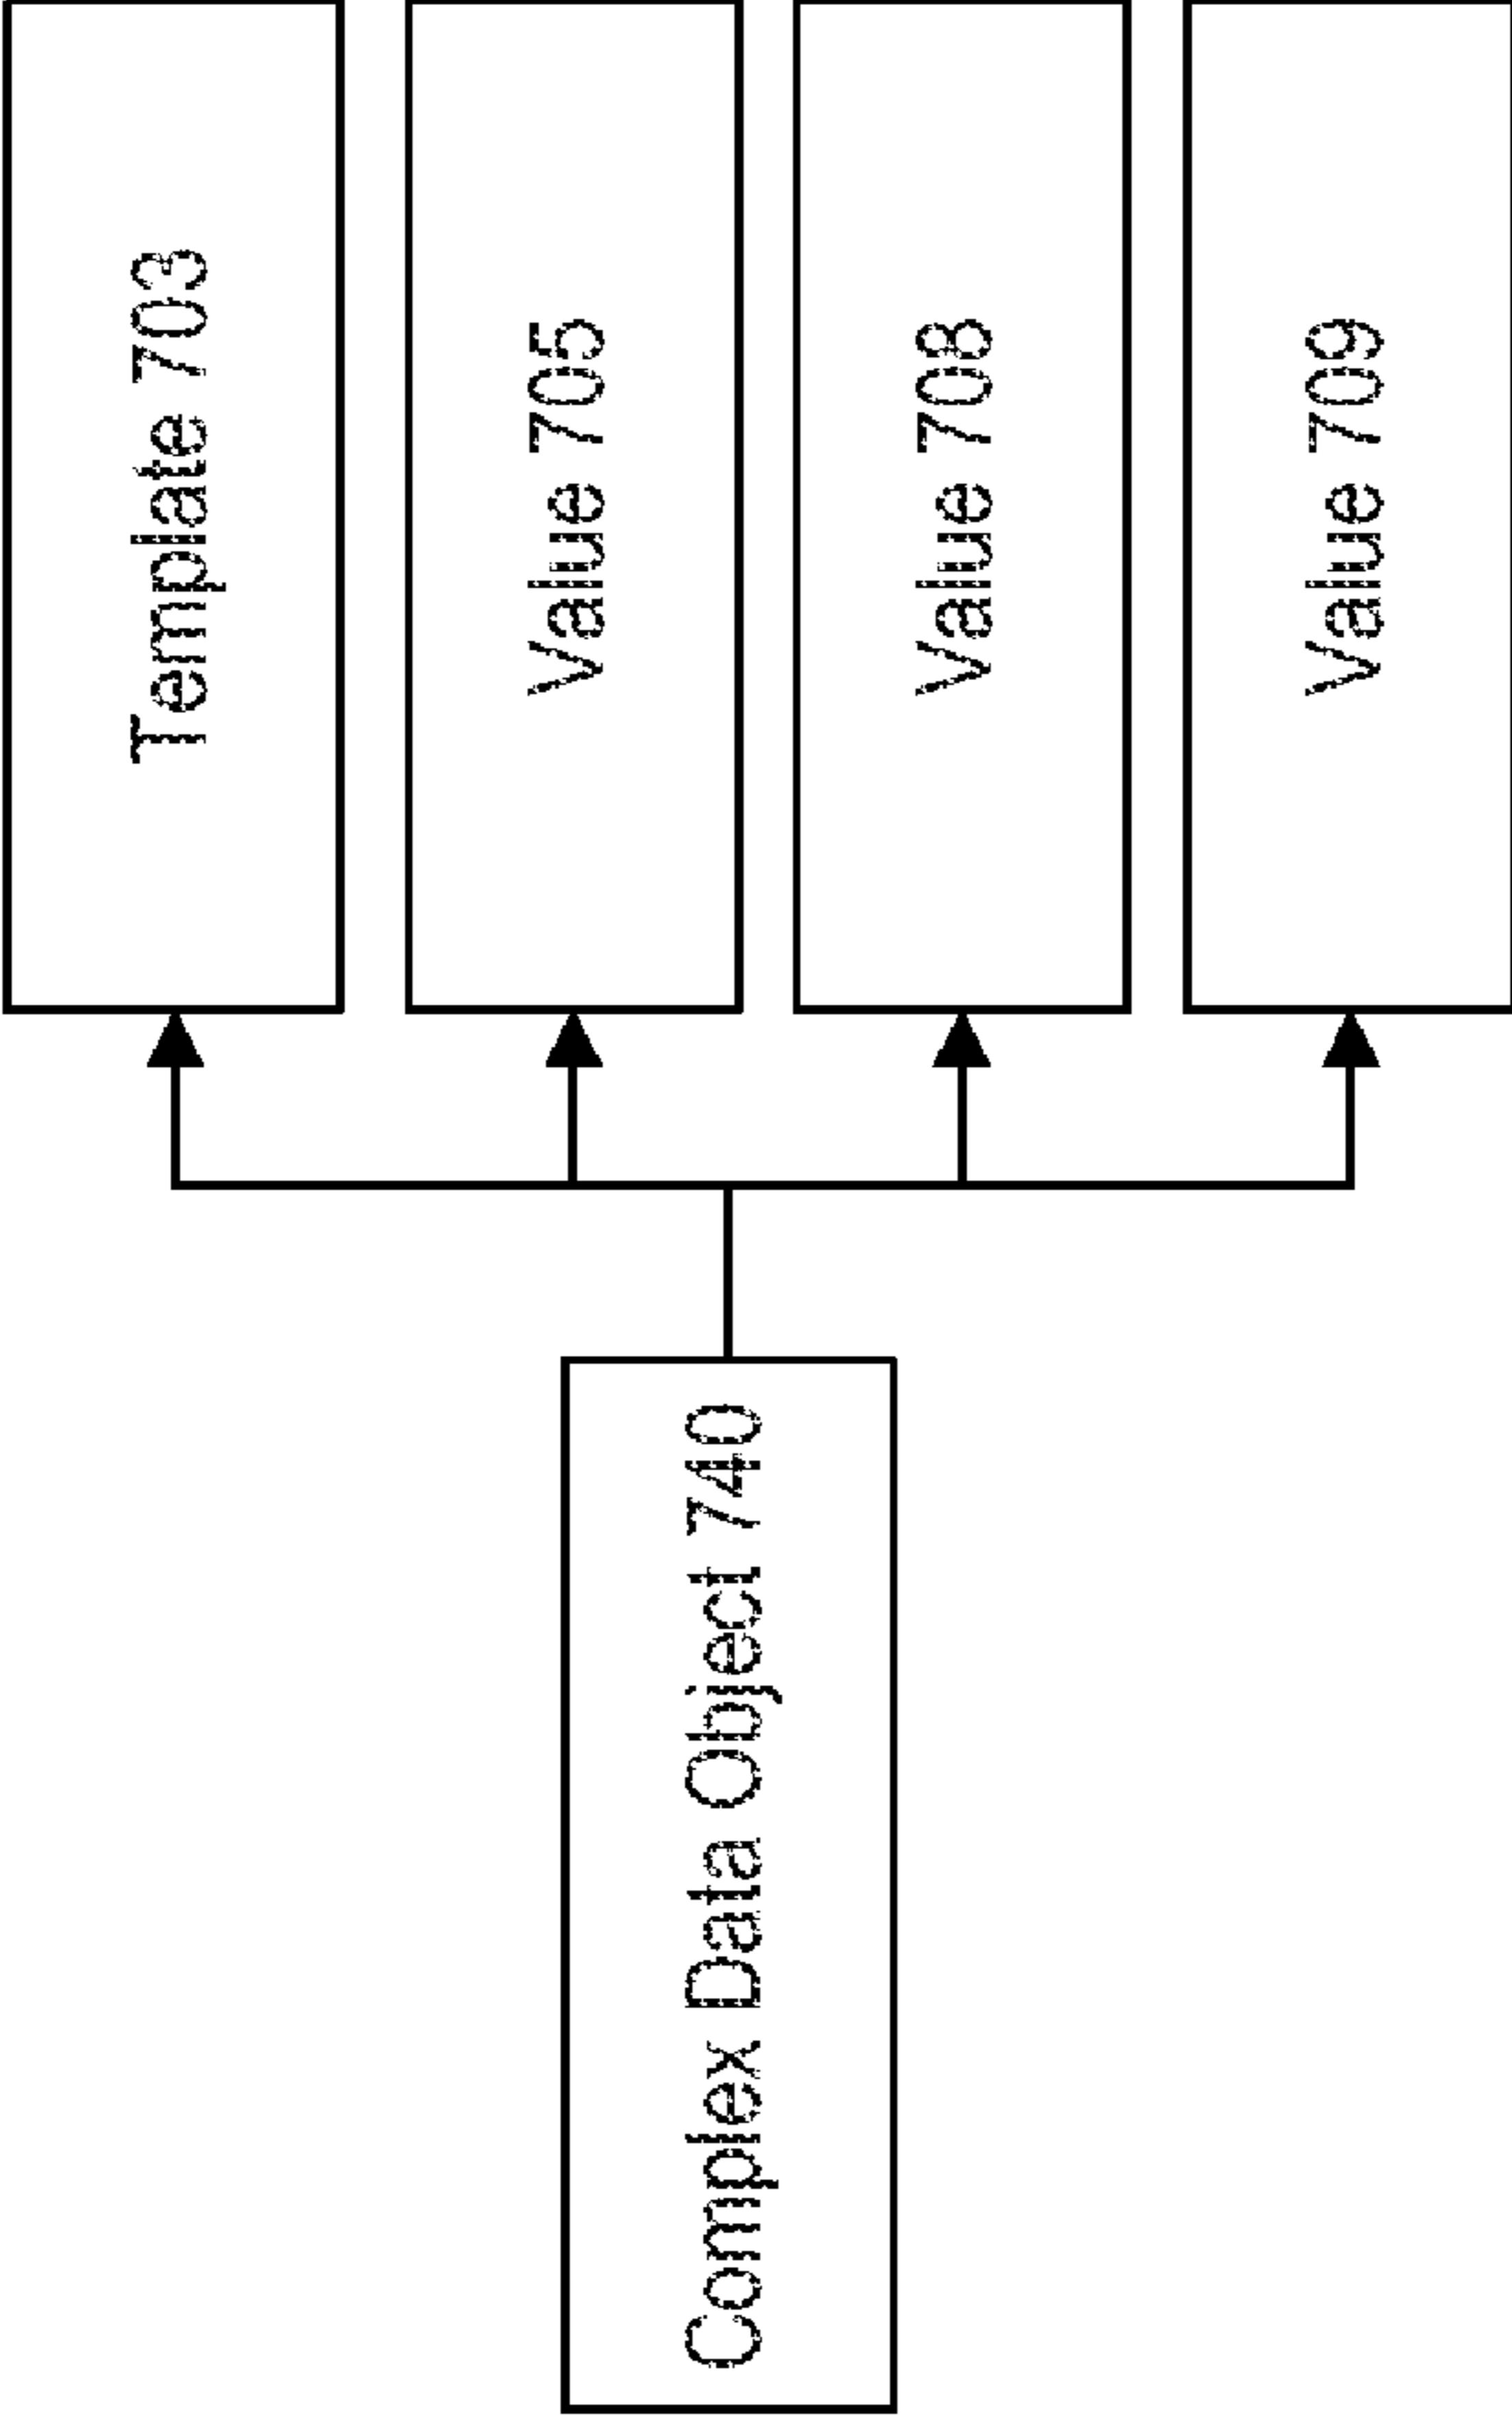 Template 703
Value 705
Value 708
Value 709
Complex Data Object 740